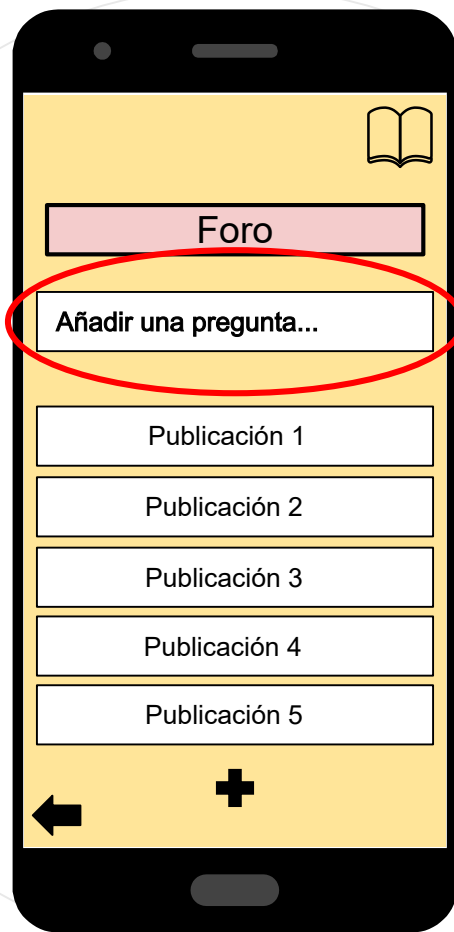 Foro
Añadir una pregunta...
Publicación 1
Publicación 2
Publicación 3
Publicación 4
Publicación 5